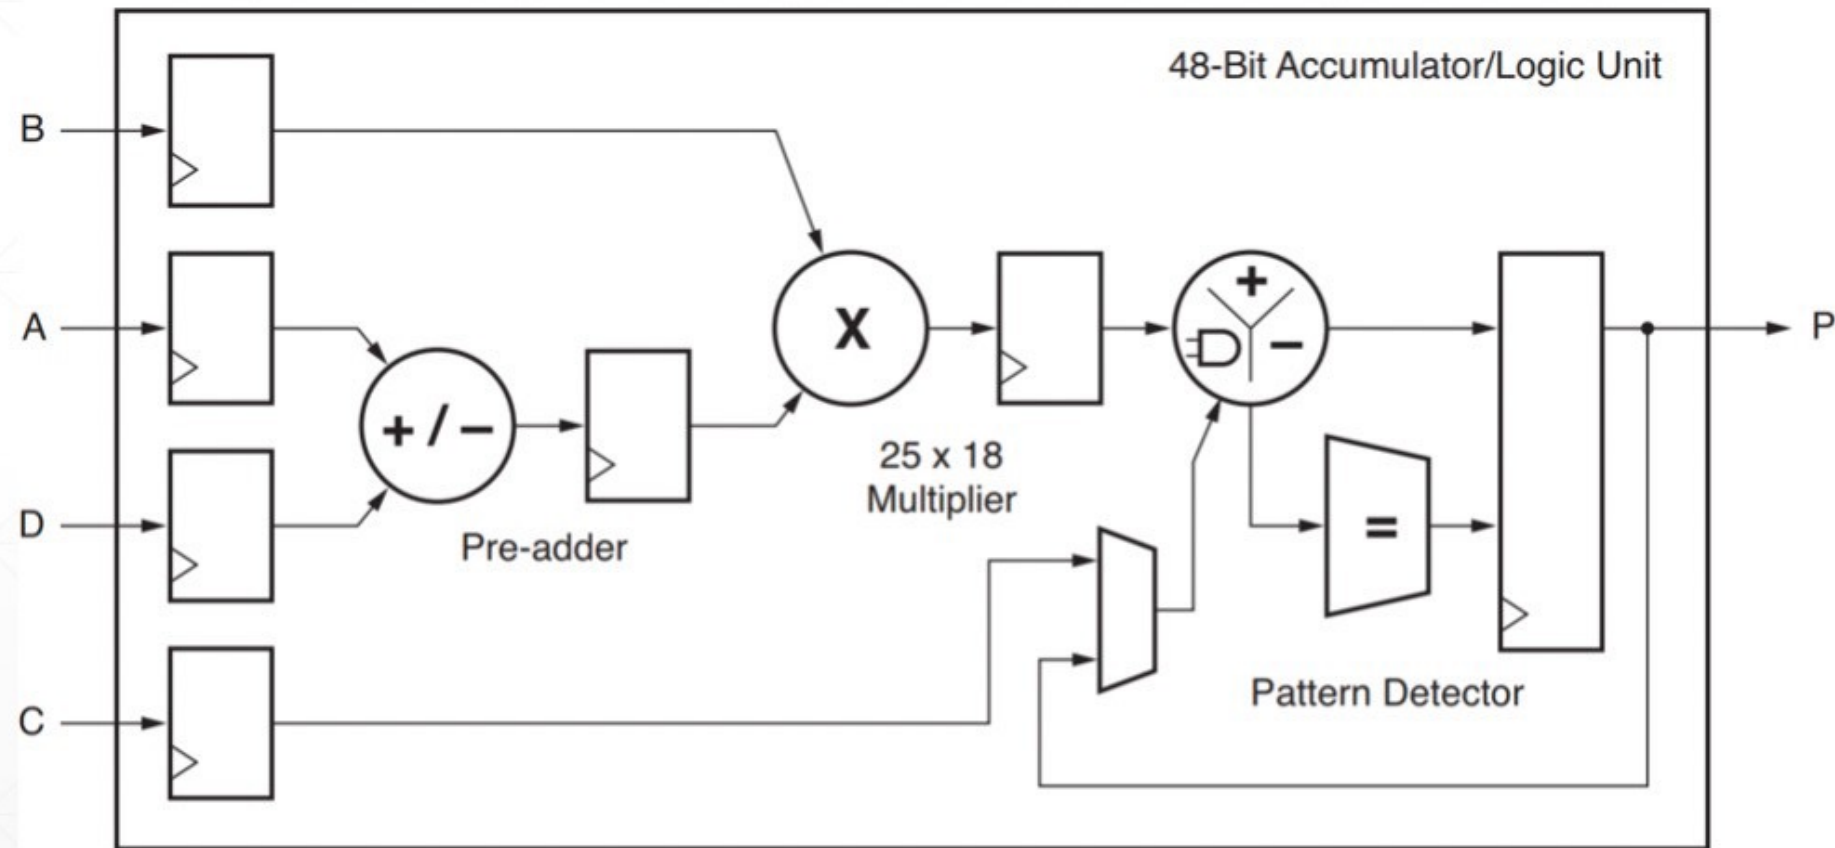 48-Bit Accumulator/Logic Unit
B
A
D
C
+ / −
Pre-adder
X
25 x 18
Multiplier
+
−
=
Pattern Detector
P